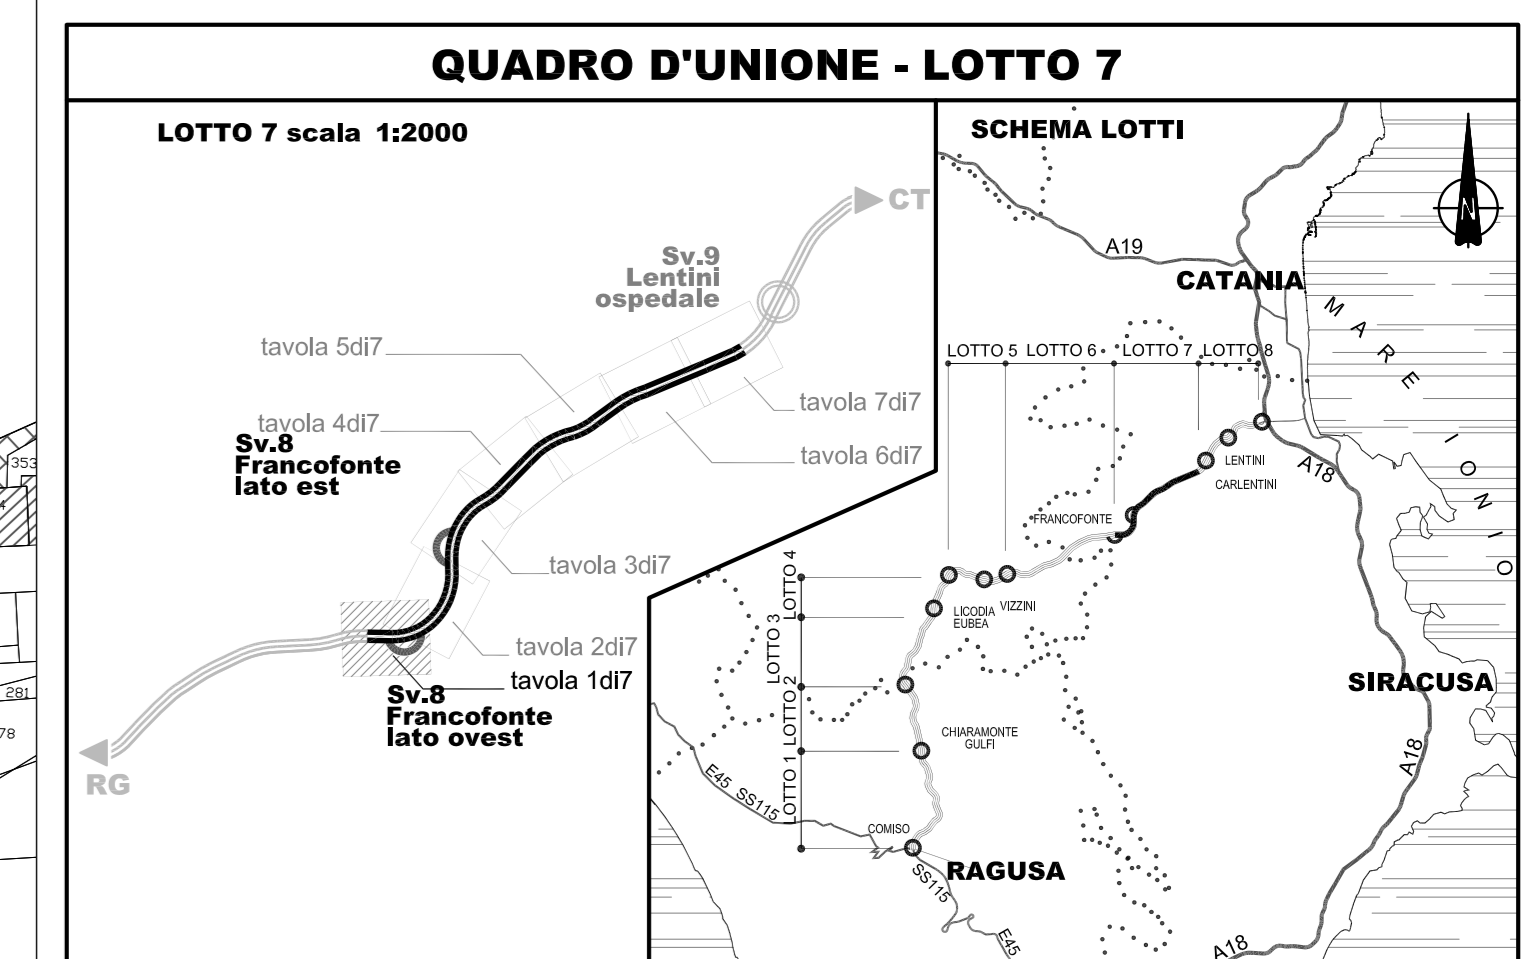 QUADRO D'UNIONE - LOTTO 7
LOTTO 7 scala 1:2000
CT
Sv.9
Lentini
ospedale
tavola 5di7
tavola 7di7
tavola 4di7
Sv.8
Francofonte
lato est
tavola 6di7
tavola 3di7
tavola 2di7
tavola 1di7
Sv.8
Francofonte
lato ovest
RG
353
281
78
SCHEMA LOTTI
N
A19
CATANIA
MARE IONIO
LOTTO 5
LOTTO 6
LOTTO 7
LOTTO 8
LENTINI
CARLENTINI
A18
FRANCOFONTE
LOTTO 4
LOTTO 3
LOTTO 2
LOTTO 1
LICODIA
EUBEA
VIZZINI
SIRACUSA
CHIARAMONTE
GULFI
A18
E45 SS115
COMISO
RAGUSA
SS115
E45
A18